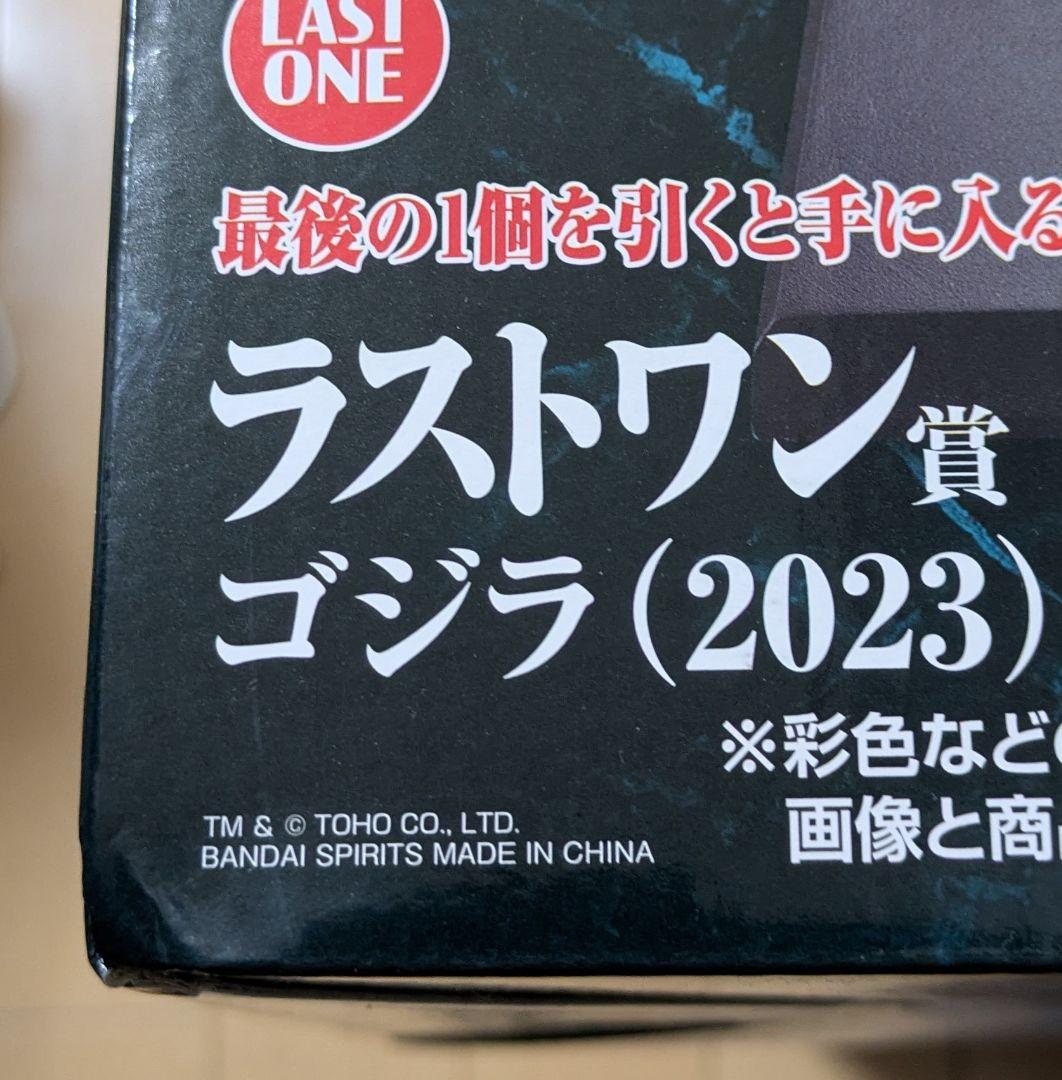 LAST
ONE
最後の1個を引くと手に入る
ラストワン賞
ゴジラ(2023)
※彩色など
画像と商
TM & © TOHO CO., LTD.
BANDAI SPIRITS MADE IN CHINA